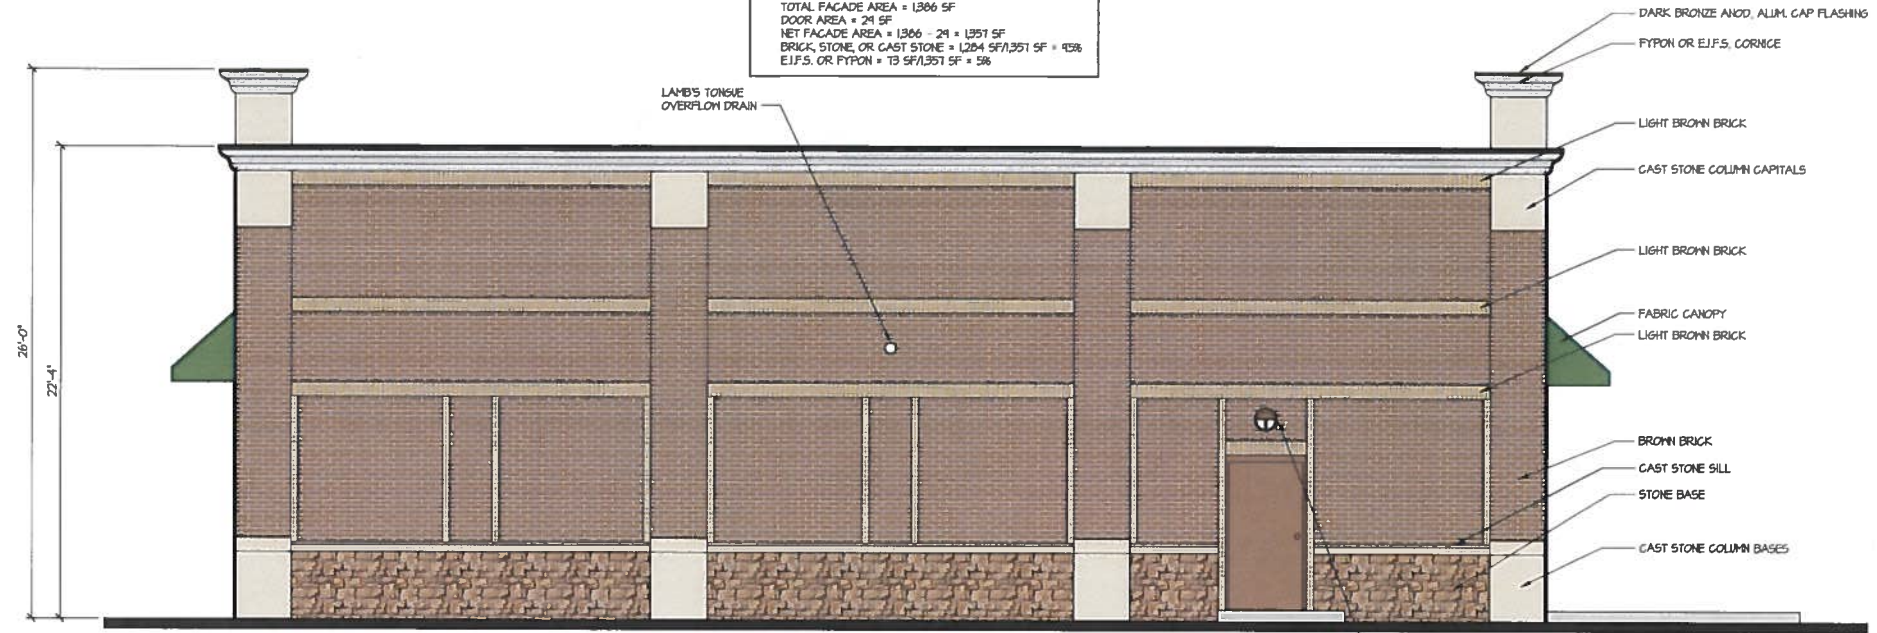 TOTAL FACADE AREA = 1,386 SF
DOOR AREA = 29 SF
NET FACADE AREA = 1,386 - 29 = 1,357 SF
BRICK, STONE, OR CAST STONE = 1,284 SF/1,357 SF = 95%
E.I.F.S. OR FYPON = 73 SF/1,357 SF = 5%
DARK BRONZE ANOD. ALUM. CAP FLASHING
FYPON OR E.I.F.S. CORNICE
LAMB'S TONGUE
OVERFLOW DRAIN
LIGHT BROWN BRICK
CAST STONE COLUMN CAPITALS
LIGHT BROWN BRICK
FABRIC CANOPY
LIGHT BROWN BRICK
26'-0"
22'-4"
BROWN BRICK
CAST STONE SILL
STONE BASE
CAST STONE COLUMN BASES